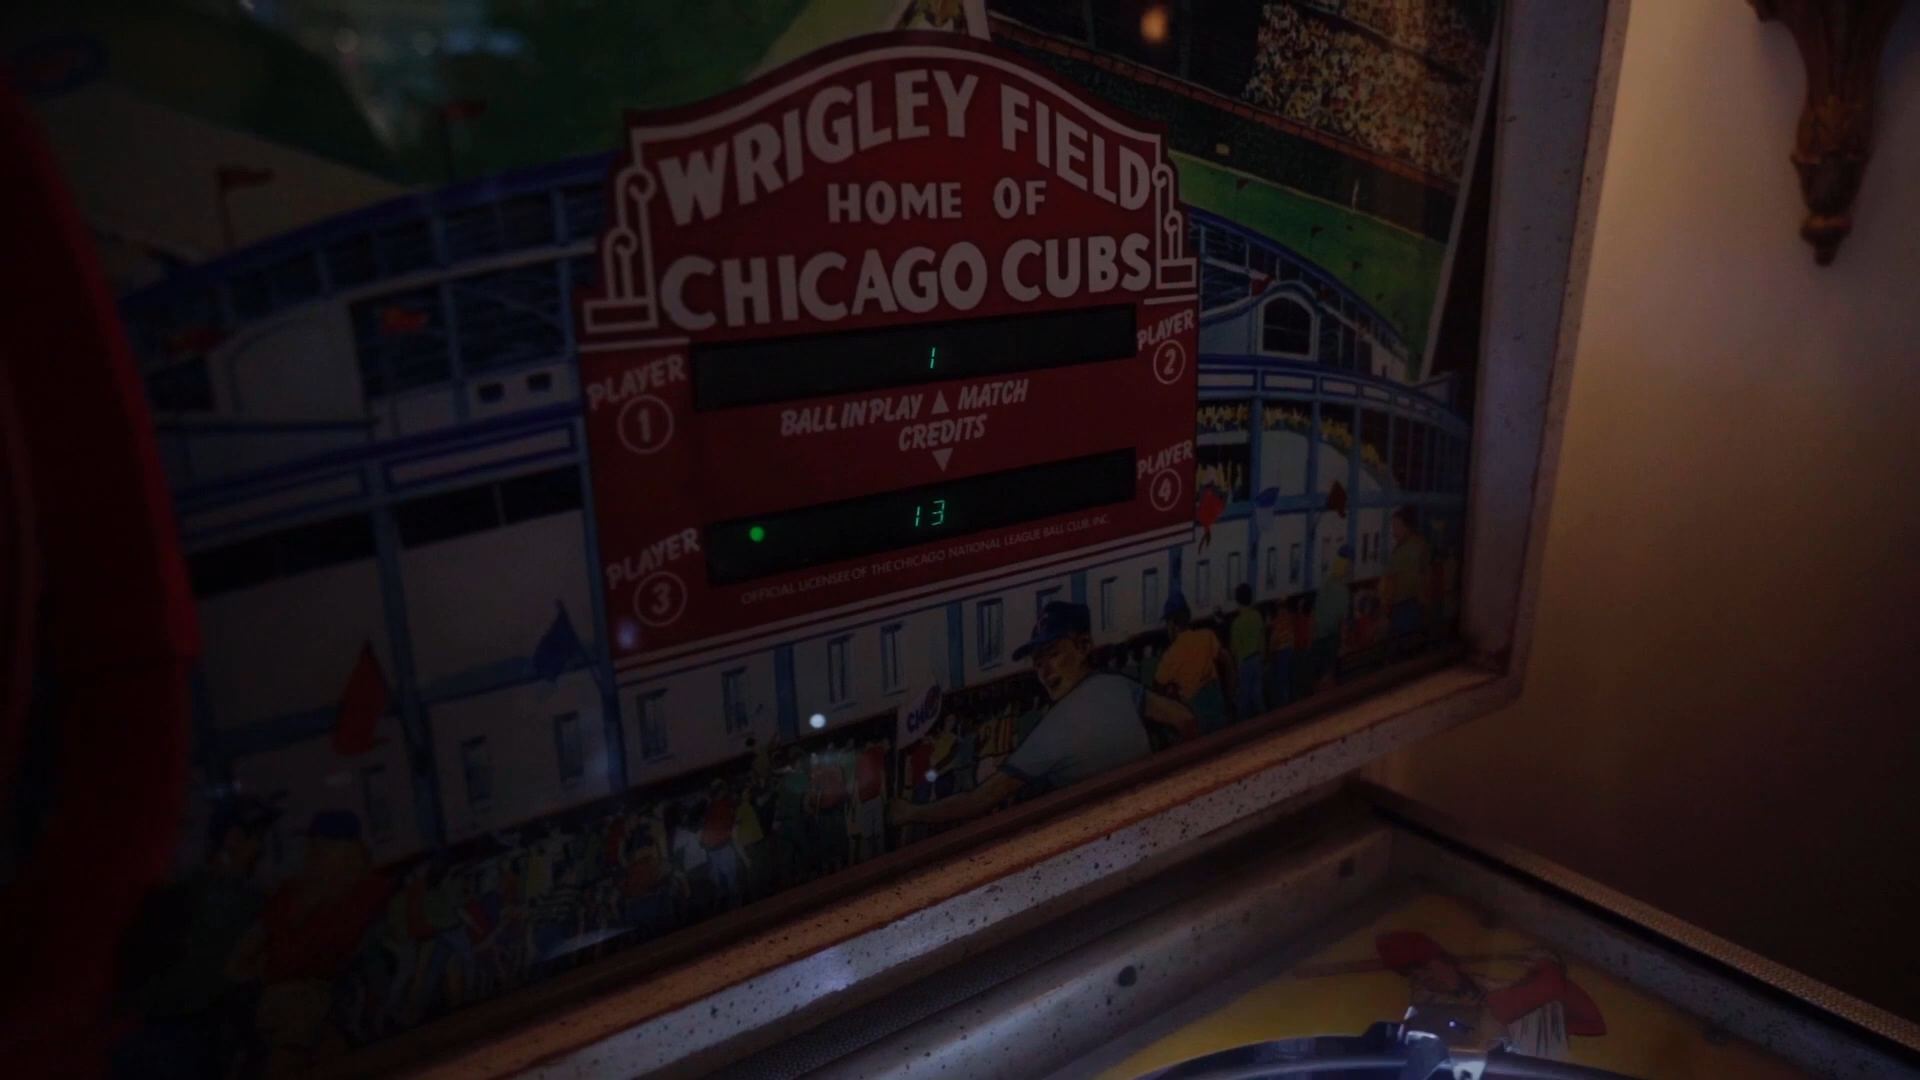 WRIGLEY FIELD
HOME OF
CHICAGO CUBS
PLAYER
1
1
PLAYER
2
BALL IN PLAY ▲ MATCH
CREDITS
▼
PLAYER
3
13
PLAYER
4
OFFICIAL LICENSEE OF THE CHICAGO NATIONAL LEAGUE BALL CLUB, INC.